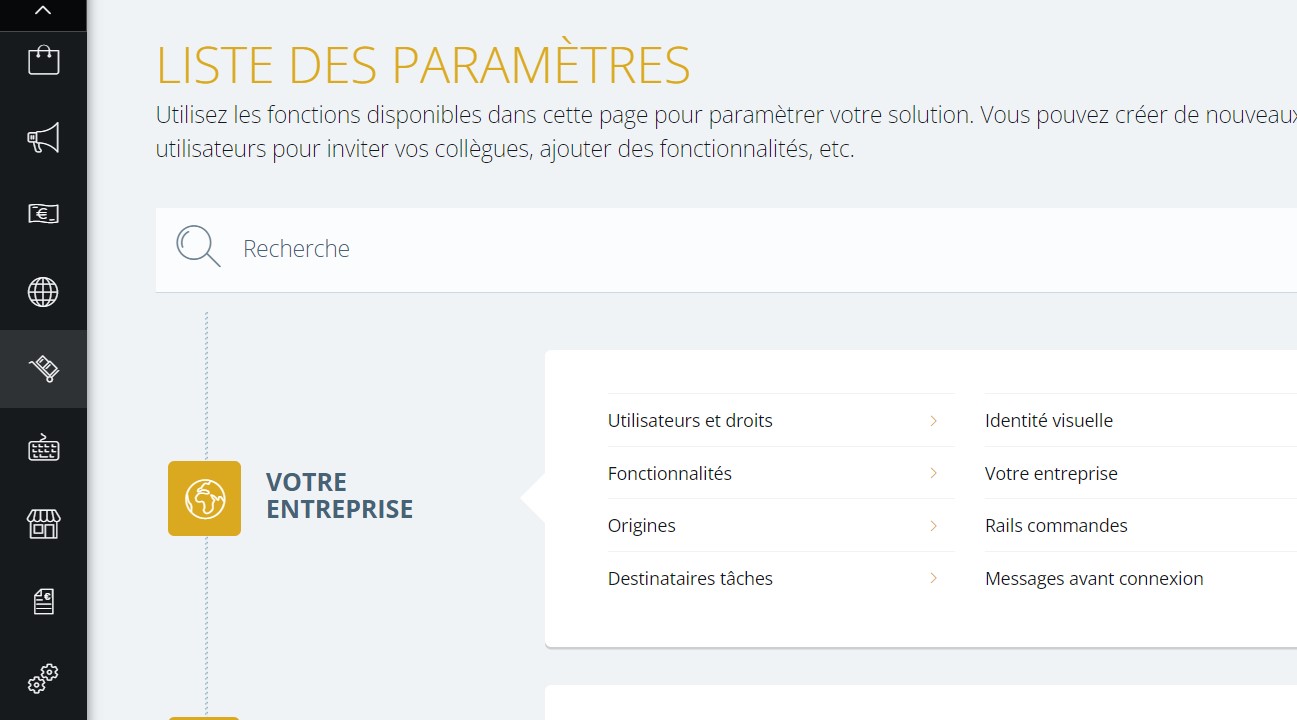 LISTE DES PARAMÈTRES
Utilisez les fonctions disponibles dans cette page pour paramètrer votre solution. Vous pouvez créer de nouveaux
utilisateurs pour inviter vos collègues, ajouter des fonctionnalités, etc.
Recherche
VOTRE
ENTREPRISE
Utilisateurs et droits
Identité visuelle
Fonctionnalités
Votre entreprise
Origines
Rails commandes
Destinataires tâches
Messages avant connexion